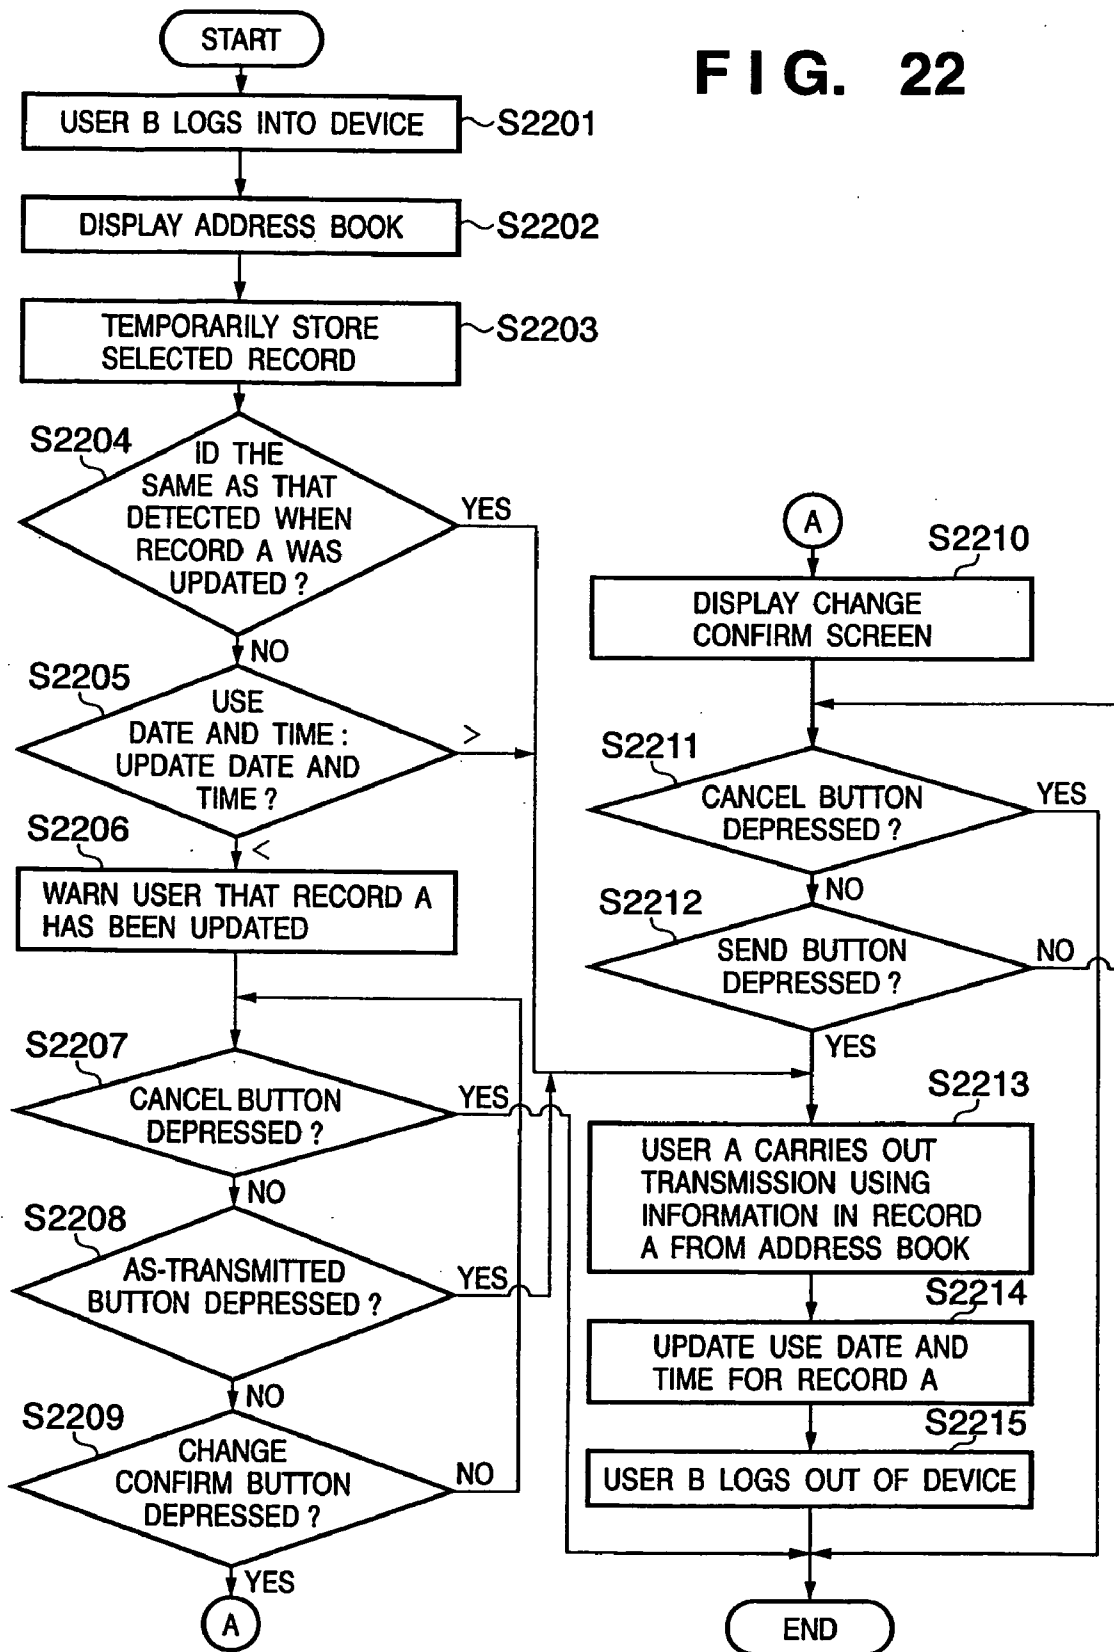 FIG. 22
START
USER B LOGS INTO DEVICE
S2201
DISPLAY ADDRESS BOOK
S2202
TEMPORARILY STORE
SELECTED RECORD
S2203
S2204
ID THE
SAME AS THAT
DETECTED WHEN
RECORD A WAS
UPDATED?
YES
NO
S2205
USE
DATE AND TIME:
UPDATE DATE AND
TIME?
>
<
S2206
WARN USER THAT RECORD A
HAS BEEN UPDATED
S2207
CANCEL BUTTON
DEPRESSED?
YES
NO
S2208
AS-TRANSMITTED
BUTTON DEPRESSED?
YES
NO
S2209
CHANGE
CONFIRM BUTTON
DEPRESSED?
NO
YES
A
A
S2210
DISPLAY CHANGE
CONFIRM SCREEN
S2211
CANCEL BUTTON
DEPRESSED?
YES
NO
S2212
SEND BUTTON
DEPRESSED?
NO
YES
S2213
USER A CARRIES OUT
TRANSMISSION USING
INFORMATION IN RECORD
A FROM ADDRESS BOOK
S2214
UPDATE USE DATE AND
TIME FOR RECORD A
S2215
USER B LOGS OUT OF DEVICE
END